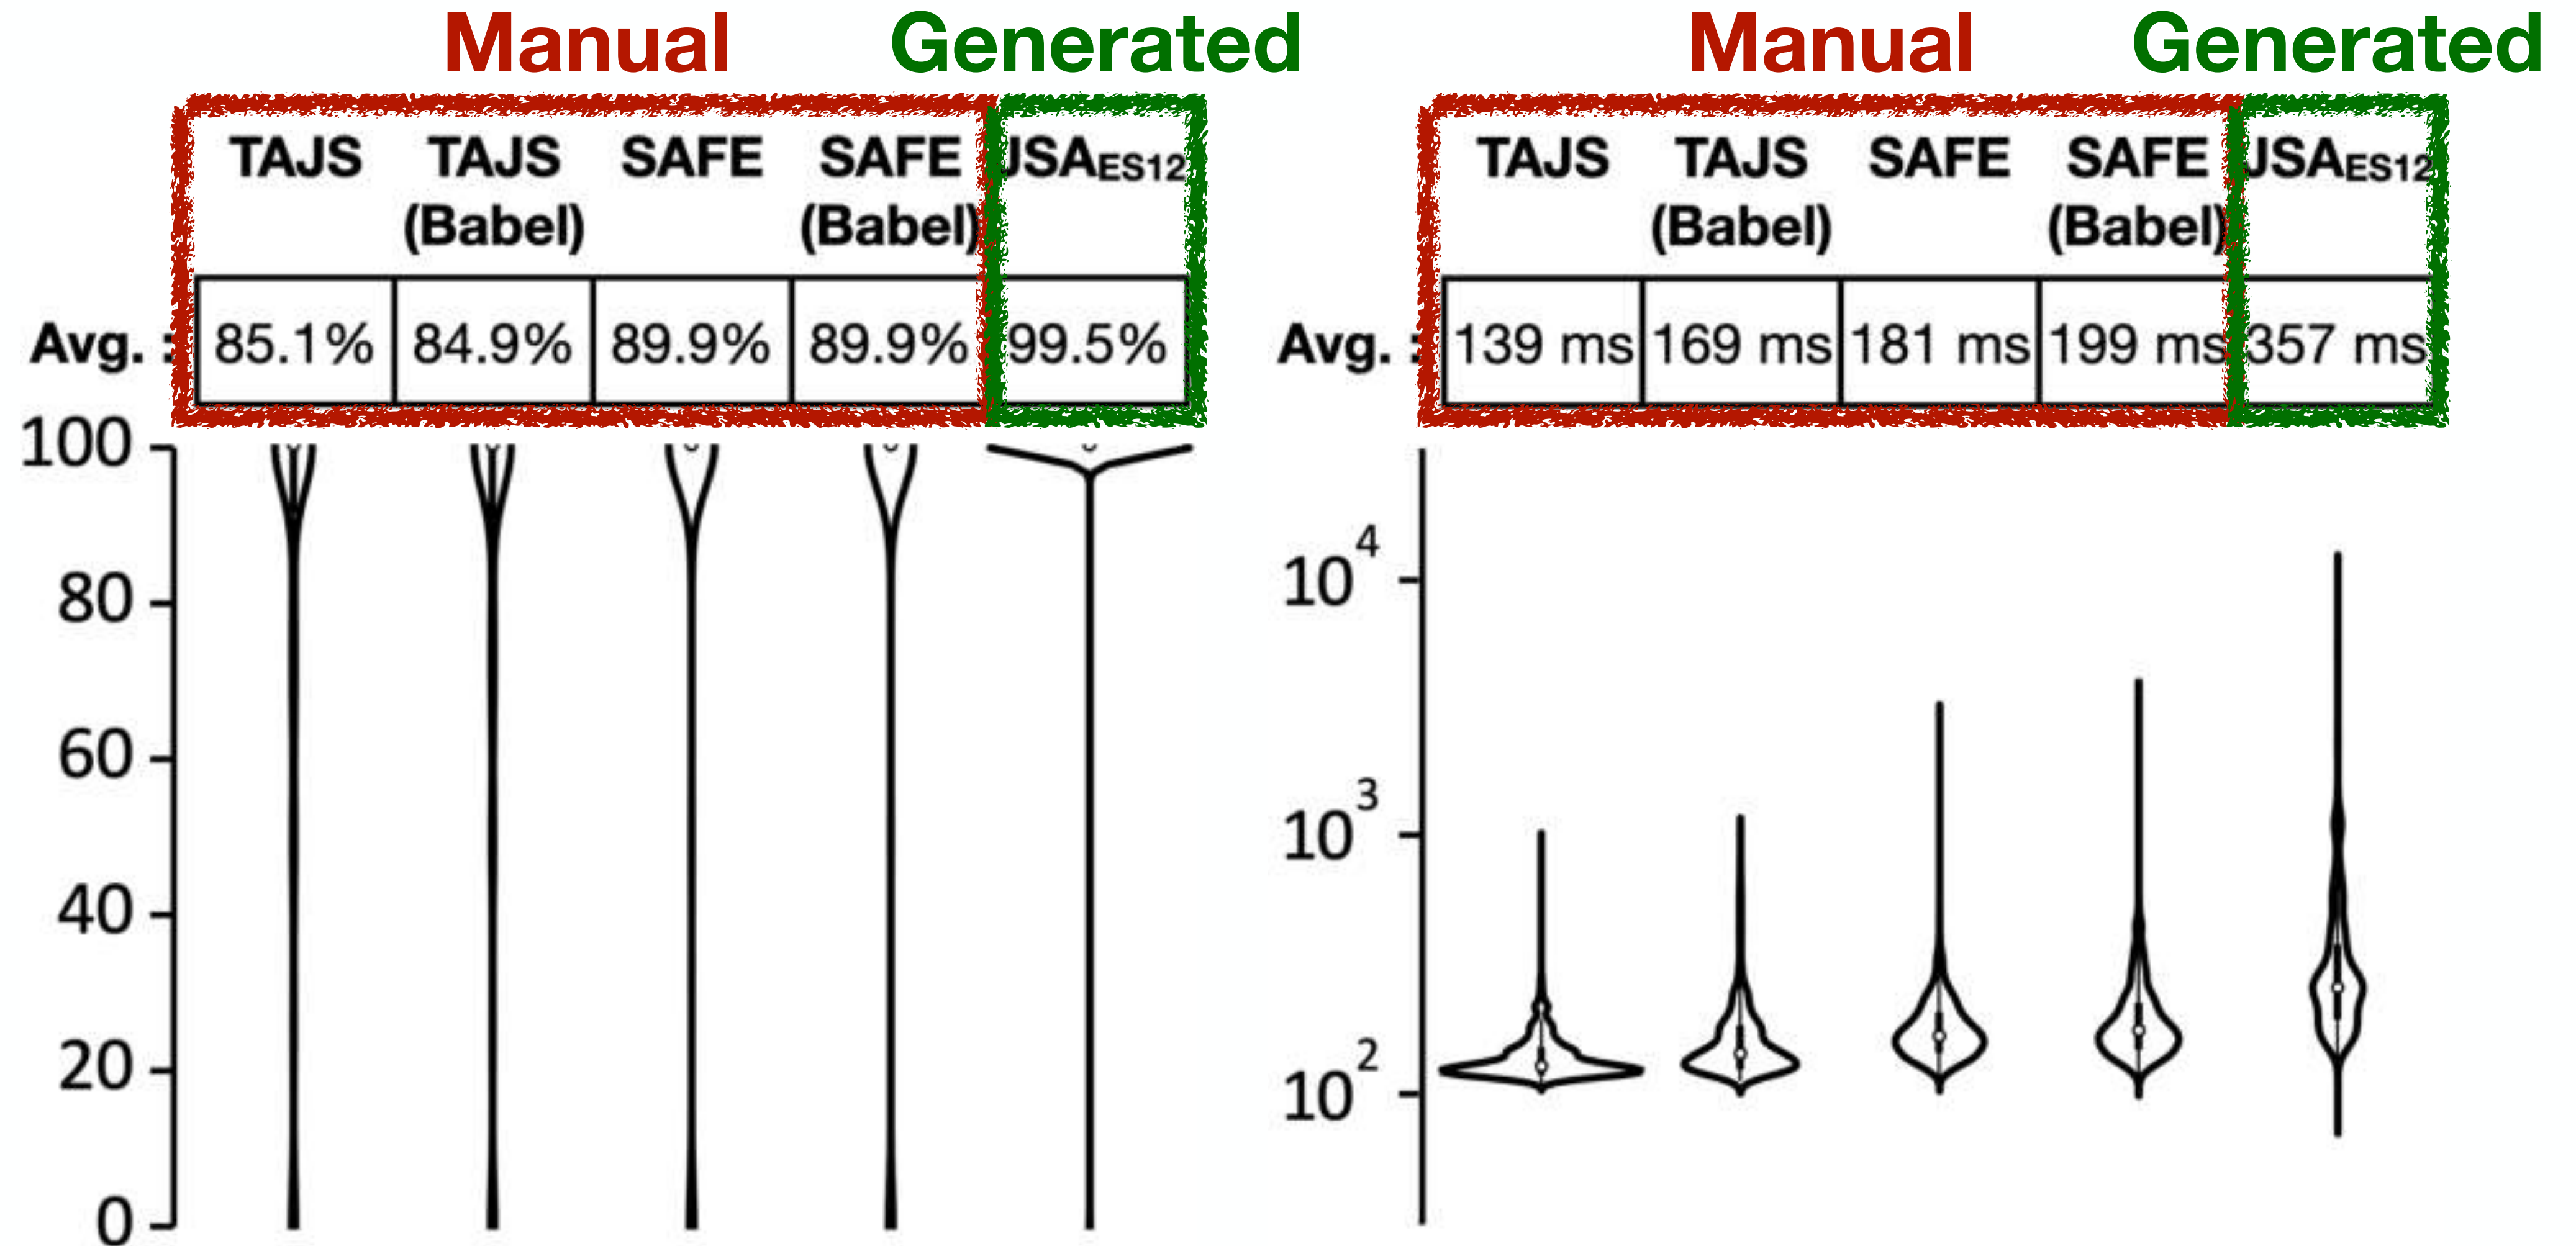 Manual Generated
TAJS TAJS SAFE SAFE JSAES12
(Babel) (Babel)
Avg. : 85.1% 84.9% 89.9% 89.9% 99.5%
100
80
60
40
20
0
Manual Generated
TAJS TAJS SAFE SAFE JSAES12
(Babel) (Babel)
Avg. : 139 ms 169 ms 181 ms 199 ms 357 ms
10^4
10^3
10^2